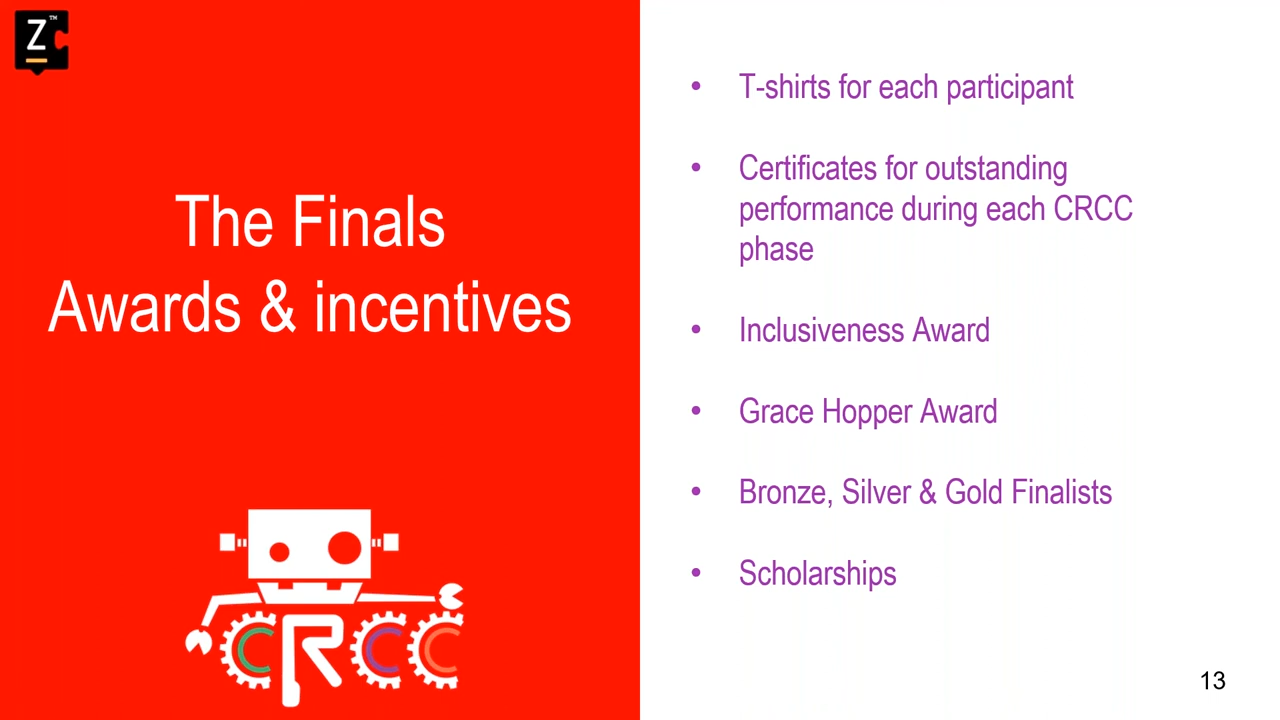 Z™
The Finals
Awards & incentives
CRCC
• T-shirts for each participant
• Certificates for outstanding
performance during each CRCC
phase
• Inclusiveness Award
• Grace Hopper Award
• Bronze, Silver & Gold Finalists
• Scholarships
13